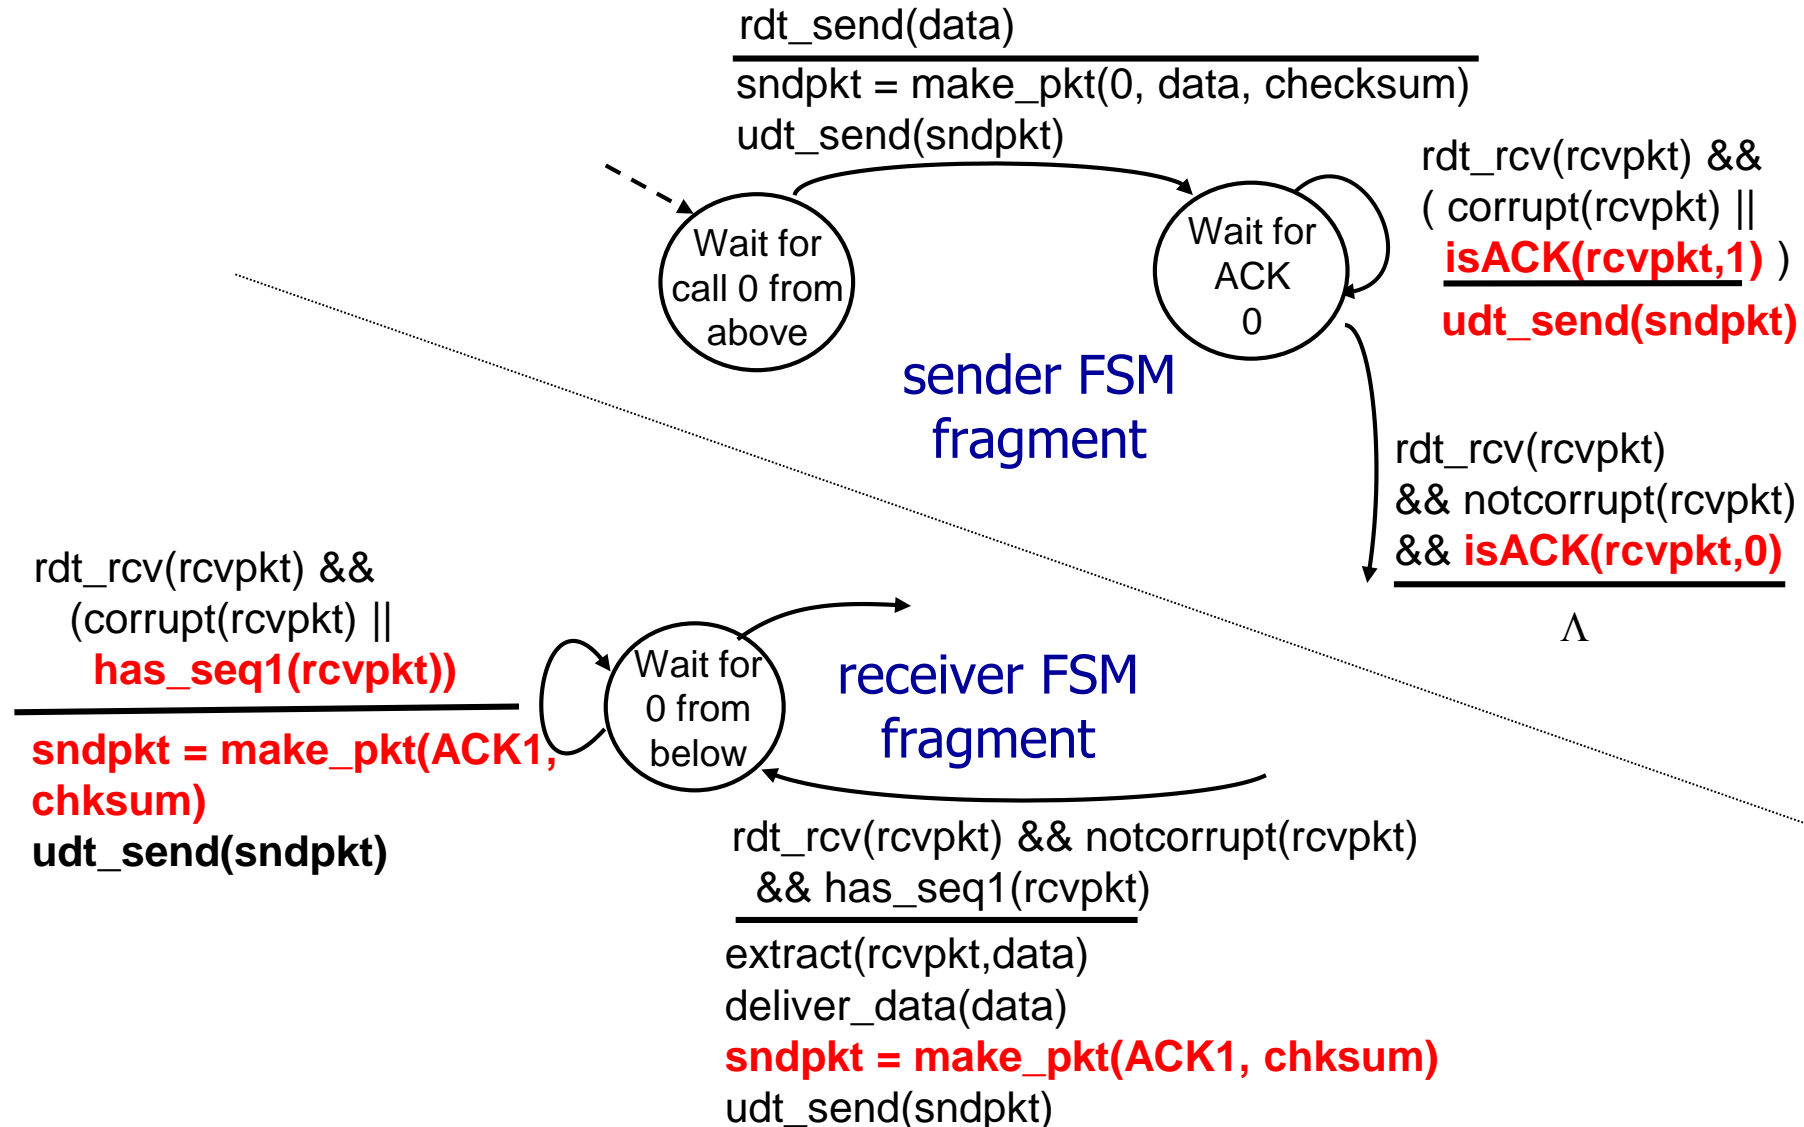 rdt_send(data)
sndpkt = make_pkt(0, data, checksum)
udt_send(sndpkt)
Wait for
call 0 from
above
Wait for
ACK
0
rdt_rcv(rcvpkt) &&
( corrupt(rcvpkt) ||
isACK(rcvpkt,1) )
udt_send(sndpkt)
sender FSM
fragment
rdt_rcv(rcvpkt)
&& notcorrupt(rcvpkt)
&& isACK(rcvpkt,0)
Λ
rdt_rcv(rcvpkt) &&
(corrupt(rcvpkt) ||
has_seq1(rcvpkt))
sndpkt = make_pkt(ACK1,
chksum)
udt_send(sndpkt)
Wait for
0 from
below
receiver FSM
fragment
rdt_rcv(rcvpkt) && notcorrupt(rcvpkt)
&& has_seq1(rcvpkt)
extract(rcvpkt,data)
deliver_data(data)
sndpkt = make_pkt(ACK1, chksum)
udt_send(sndpkt)